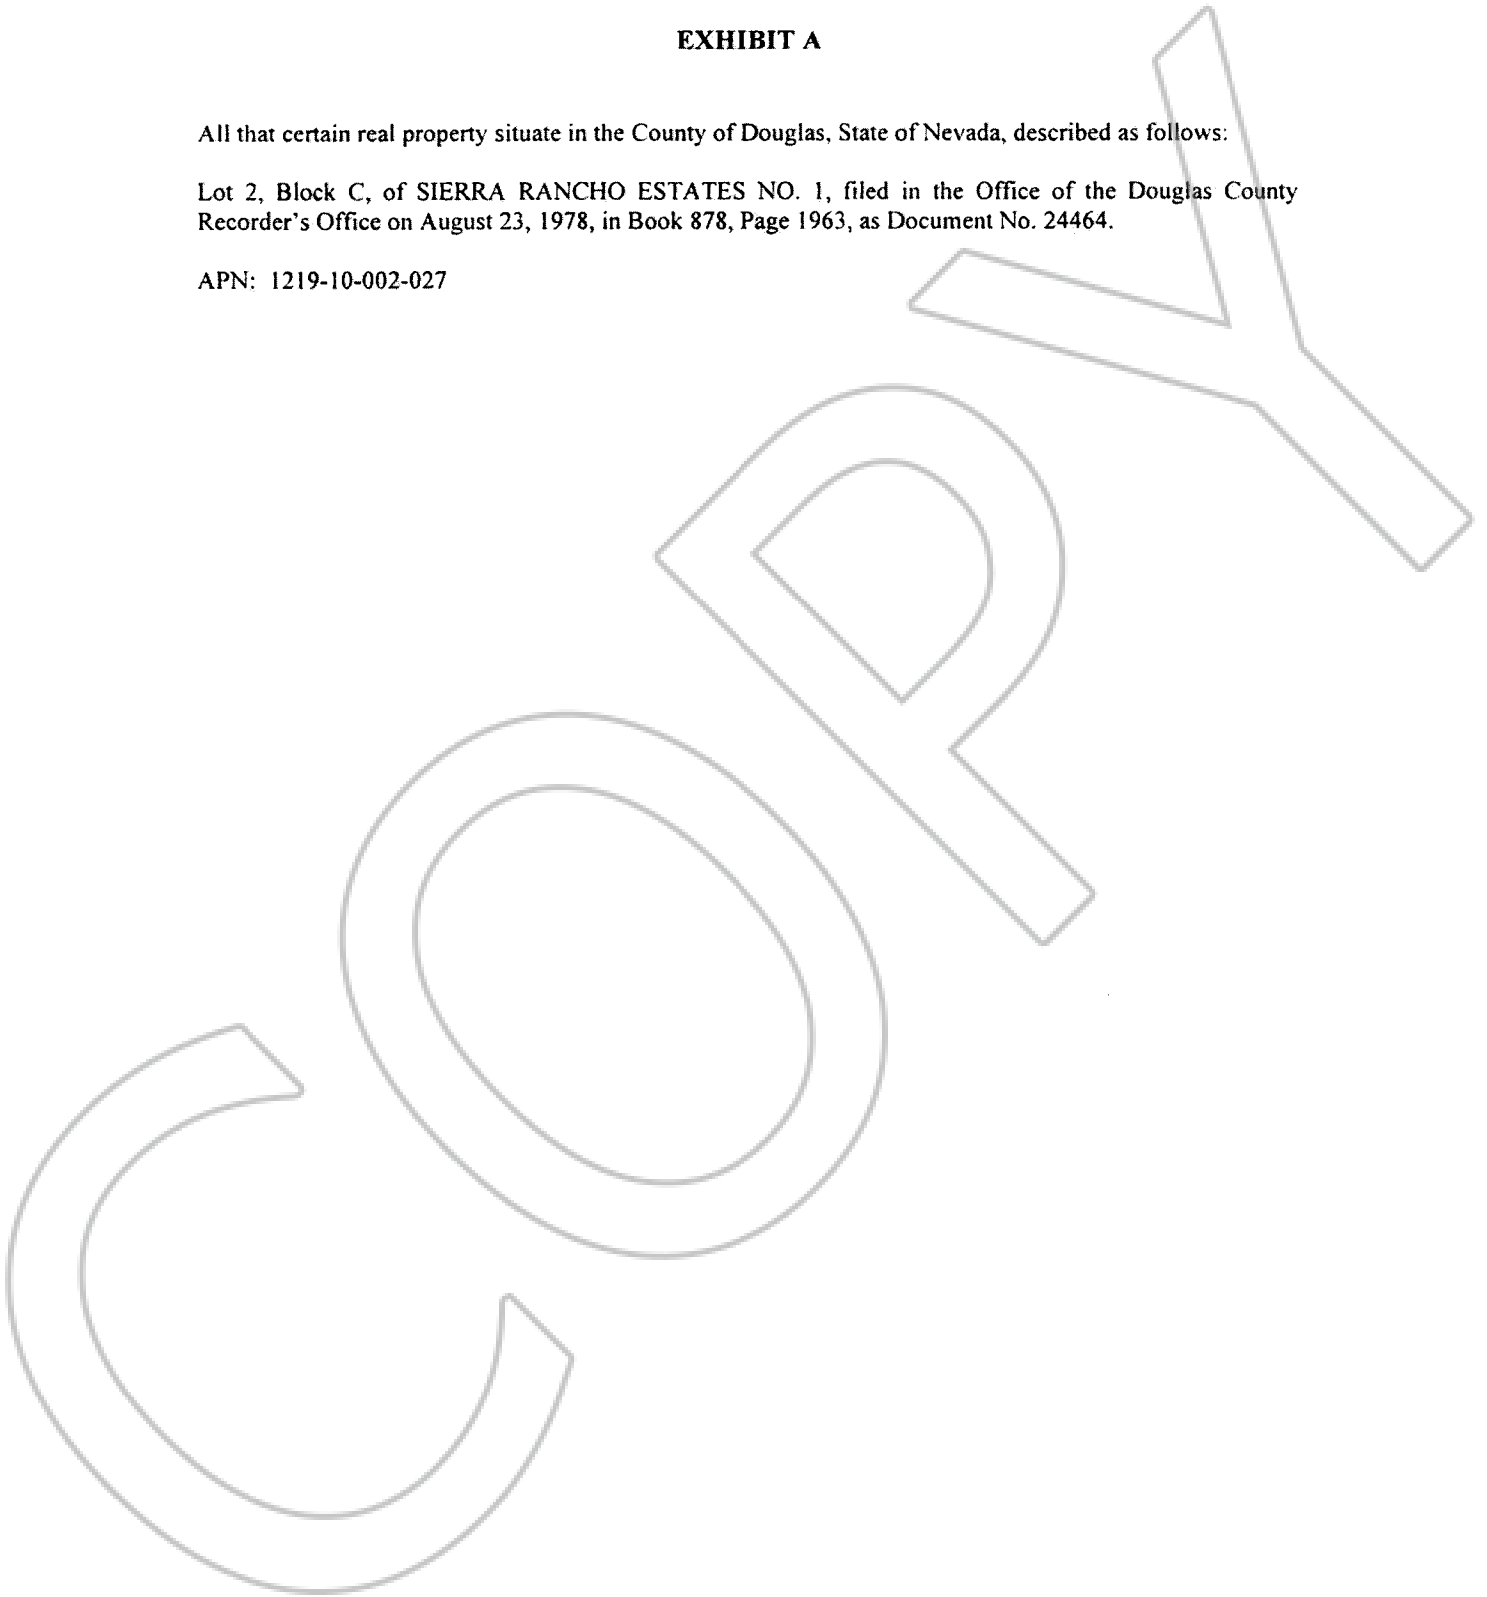 EXHIBIT A
All that certain real property situate in the County of Douglas, State of Nevada, described as follows:
Lot 2, Block C, of SIERRA RANCHO ESTATES NO. 1, filed in the Office of the Douglas County
Recorder's Office on August 23, 1978, in Book 878, Page 1963, as Document No. 24464.
APN: 1219-10-002-027
COPY